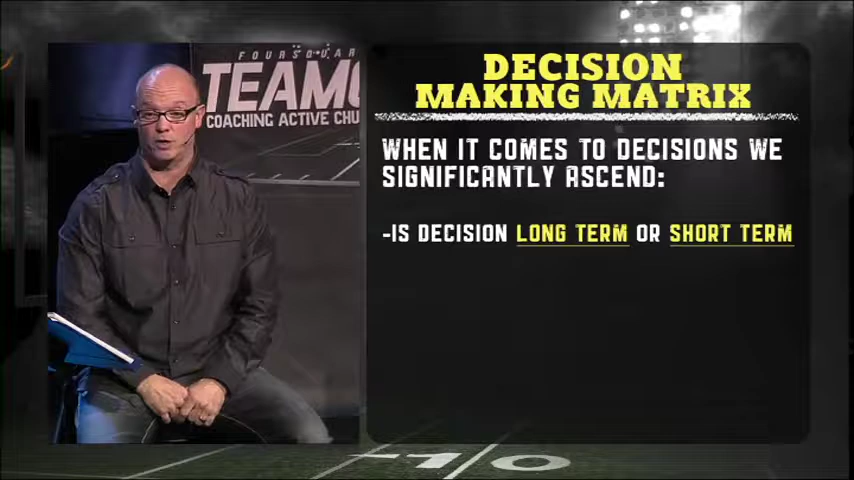 FOURSQUAR
TEAM
COACHING ACTIVE CHU
DECISION
MAKING MATRIX
WHEN IT COMES TO DECISIONS WE
SIGNIFICANTLY ASCEND:
-IS DECISION LONG TERM OR SHORT TERM
-10